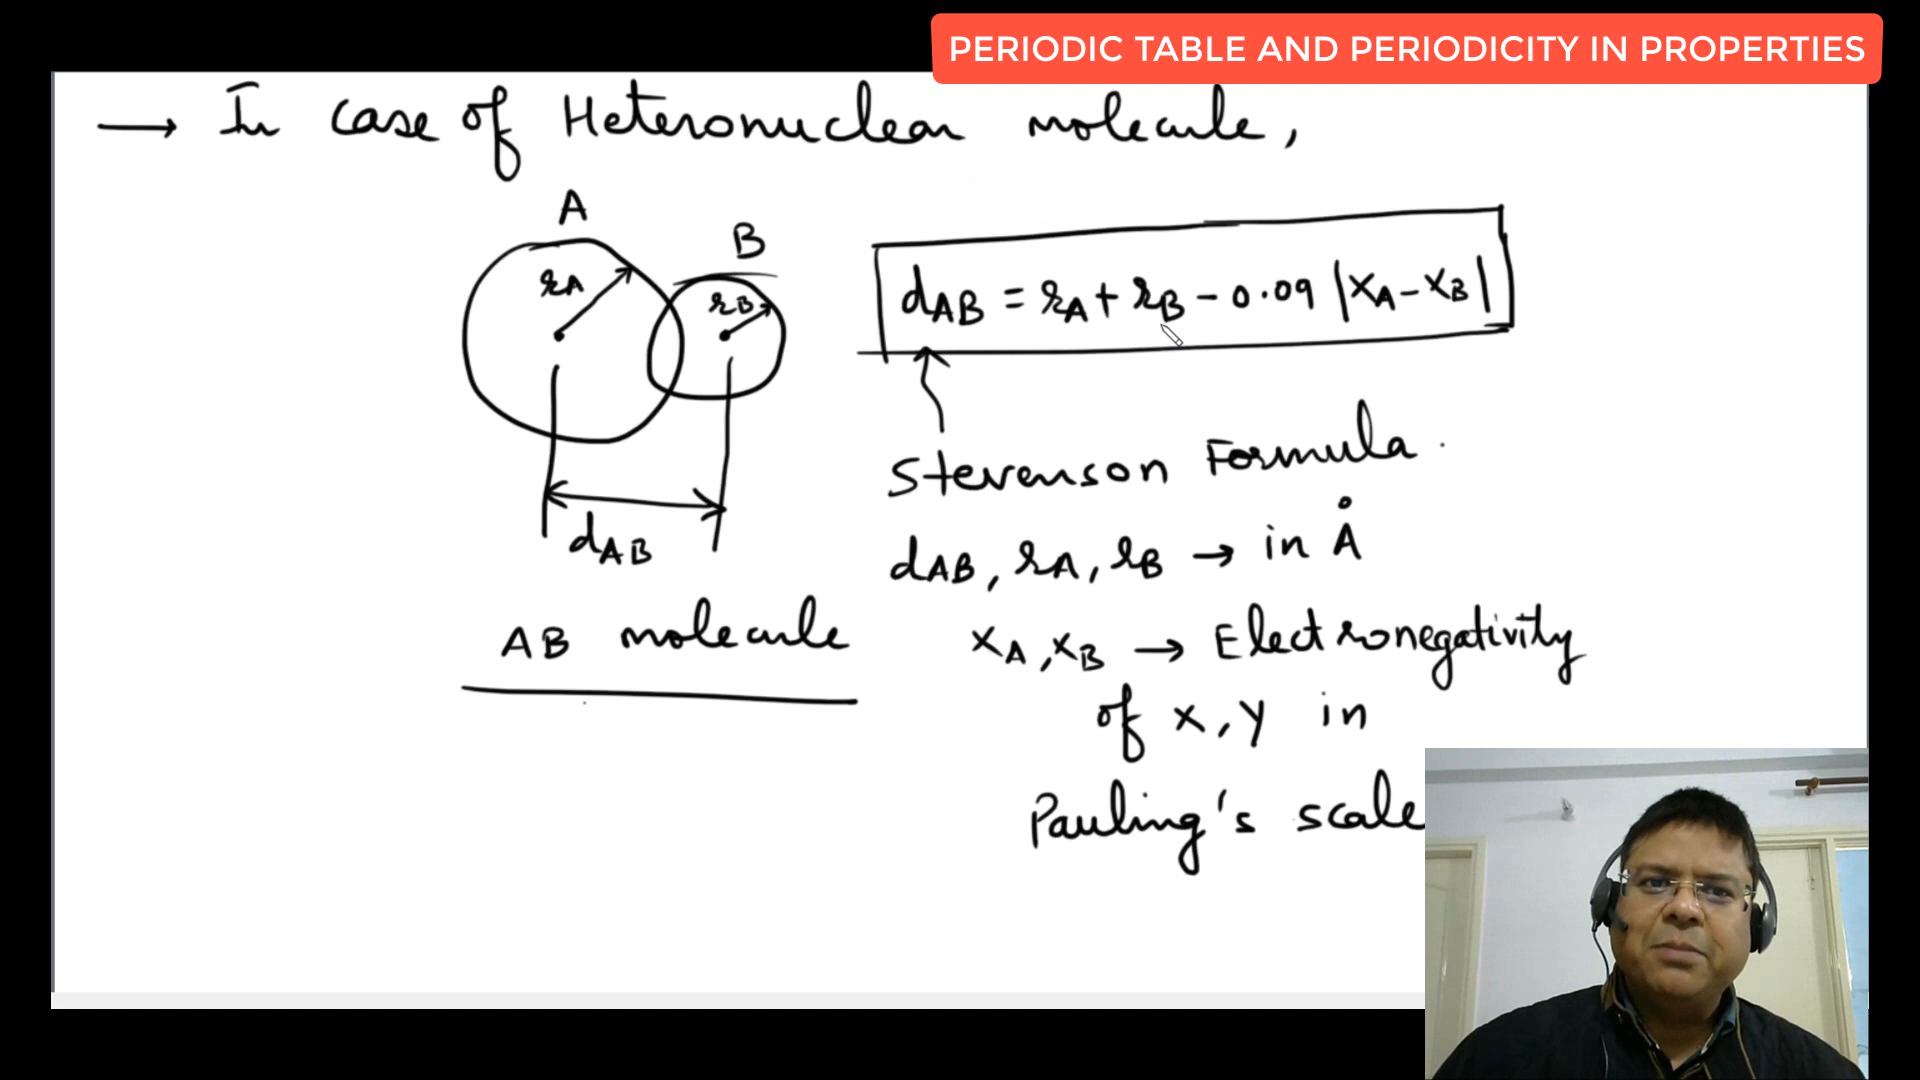 PERIODIC TABLE AND PERIODICITY IN PROPERTIES
→ In case of Heteronuclear molecule,
A
B
rA
rB
dAB = rA + rB - 0.09 |XA - XB|
Stevenson Formula.
dAB
dAB, rA, rB → in Å
AB molecule
XA, XB → Electronegativity
of X, Y in
Pauling's scale